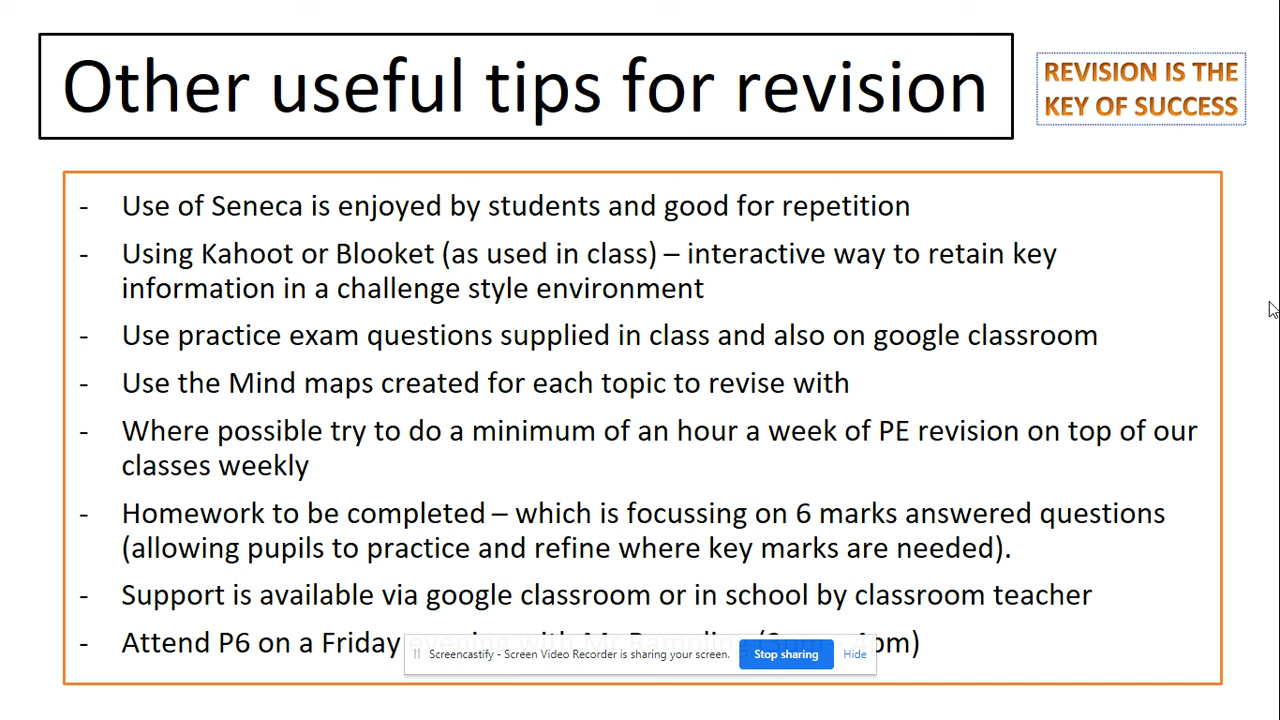 Other useful tips for revision
REVISION IS THE
KEY OF SUCCESS
- Use of Seneca is enjoyed by students and good for repetition
- Using Kahoot or Blooket (as used in class) – interactive way to retain key
information in a challenge style environment
- Use practice exam questions supplied in class and also on google classroom
- Use the Mind maps created for each topic to revise with
- Where possible try to do a minimum of an hour a week of PE revision on top of our
classes weekly
- Homework to be completed – which is focussing on 6 marks answered questions
(allowing pupils to practice and refine where key marks are needed).
- Support is available via google classroom or in school by classroom teacher
- Attend P6 on a Friday evening with Mr pm)
Screencastify - Screen Video Recorder is sharing your screen.
Stop sharing
Hide